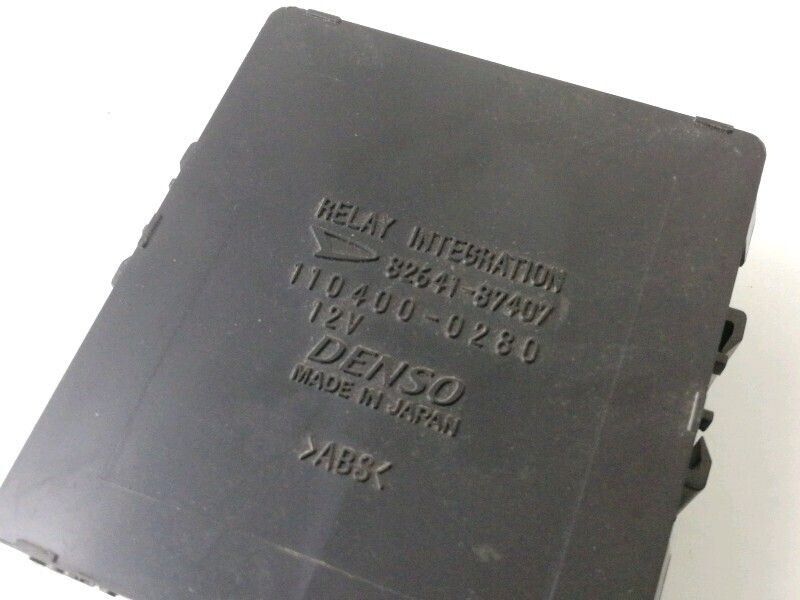 RELAY INTEGRATION
82641-87407
110400-0280
12V
DENSO
MADE IN JAPAN
>ABS<